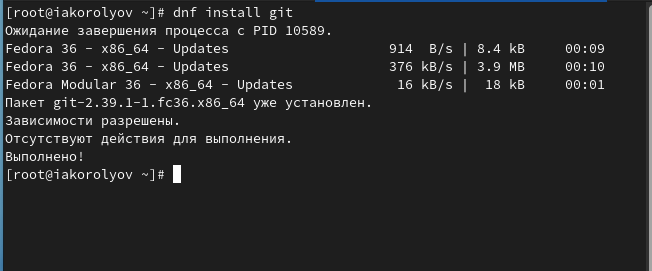 [root@iakorolyov ~]# dnf install git
Ожидание завершения процесса с PID 10589.
Fedora 36 - x86_64 - Updates 914 B/s | 8.4 kB 00:09
Fedora 36 - x86_64 - Updates 376 kB/s | 3.9 MB 00:10
Fedora Modular 36 - x86_64 - Updates 16 kB/s | 18 kB 00:01
Пакет git-2.39.1-1.fc36.x86_64 уже установлен.
Зависимости разрешены.
Отсутствуют действия для выполнения.
Выполнено!
[root@iakorolyov ~]#